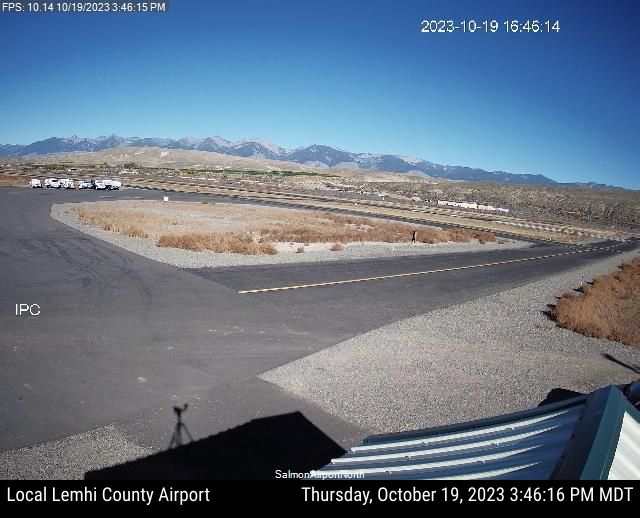 FPS: 10.14 10/19/2023 3:46:15 PM
2023-10-19 16:46:14
IPC
SalmonAirportNorth
Local Lemhi County Airport
Thursday, October 19, 2023 3:46:16 PM MDT